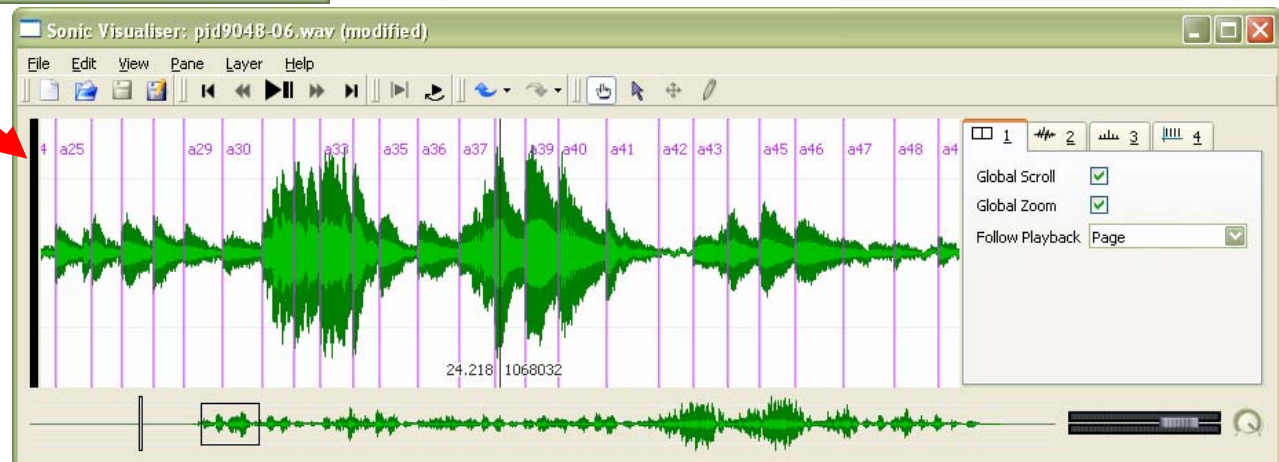 Sonic Visualiser: pid9048-06.wav (modified)
File Edit View Pane Layer Help
4 a25 a29 a30 a33 a35 a36 a37 a39 a40 a41 a42 a43 a45 a46 a47 a48 a4
24.218 1068032
1 2 3 4
Global Scroll
Global Zoom
Follow Playback Page